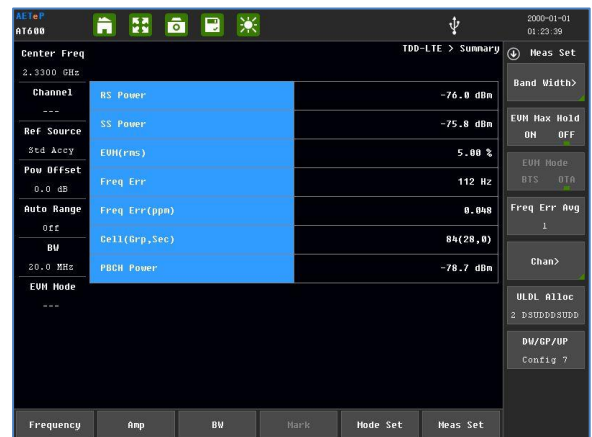 AETeP
AT600
2000-01-01
01:23:39
TDD-LTE > Summary
Center Freq
2.3300 GHz
Channel
---
Ref Source
Std Accy
Pow Offset
0.0 dB
Auto Range
Off
BW
20.0 MHz
EVM Mode
---
RS Power -76.0 dBm
SS Power -75.8 dBm
EVM(rms) 5.00 %
Freq Err 112 Hz
Freq Err(ppm) 0.048
Cell(Grp,Sec) 84(28,0)
PBCH Power -78.7 dBm
Meas Set
Band Width>
EVM Max Hold
ON OFF
EVM Mode
BTS OTA
Freq Err Avg
1
Chan>
ULDL Alloc
2 DSUDDDSUDD
DW/GP/UP
Config 7
Frequency Amp BW Mark Mode Set Meas Set